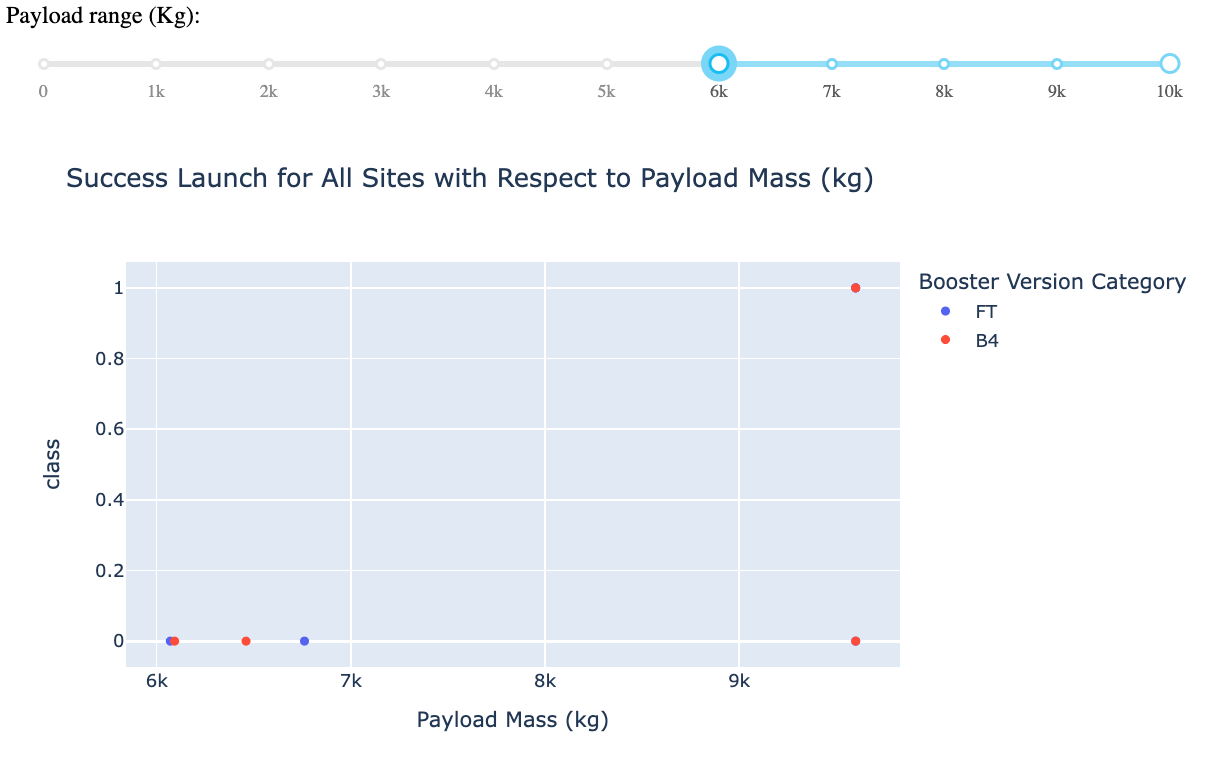 Payload range (Kg):
0 1k 2k 3k 4k 5k 6k 7k 8k 9k 10k
Success Launch for All Sites with Respect to Payload Mass (kg)
Booster Version Category
FT
B4
1
0.8
0.6
0.4
0.2
0
class
6k 7k 8k 9k
Payload Mass (kg)